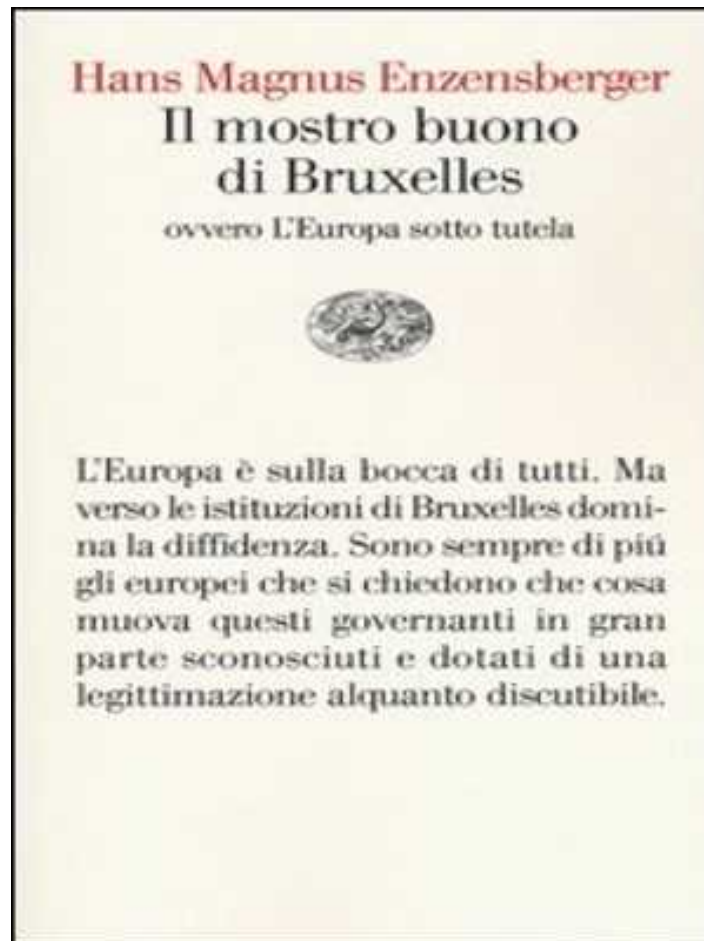 Hans Magnus Enzensberger
Il mostro buono
di Bruxelles
ovvero L'Europa sotto tutela
L'Europa è sulla bocca di tutti. Ma
verso le istituzioni di Bruxelles domi-
na la diffidenza. Sono sempre di piú
gli europei che si chiedono che cosa
muova questi governanti in gran
parte sconosciuti e dotati di una
legittimazione alquanto discutibile.